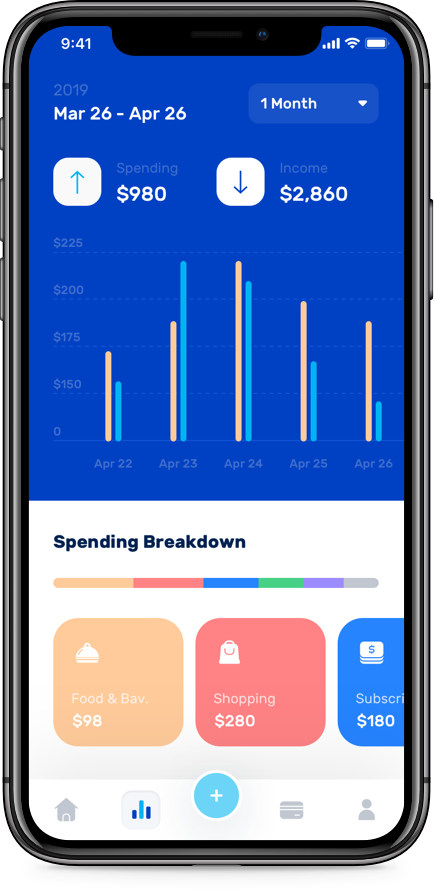 9:41
2019
Mar 26 - Apr 26
1 Month
Spending
$980
Income
$2,860
$225
$200
$175
$150
0
Apr 22 Apr 23 Apr 24 Apr 25 Apr 26
Spending Breakdown
Food & Bav.
$98
Shopping
$280
Subscri
$180